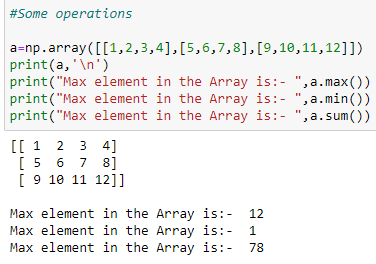 #Some operations
a=np.array([[1,2,3,4],[5,6,7,8],[9,10,11,12]])
print(a,'\n')
print("Max element in the Array is:- ",a.max())
print("Max element in the Array is:- ",a.min())
print("Max element in the Array is:- ",a.sum())
[[ 1  2  3  4]
 [ 5  6  7  8]
 [ 9 10 11 12]]
Max element in the Array is:-  12
Max element in the Array is:-  1
Max element in the Array is:-  78